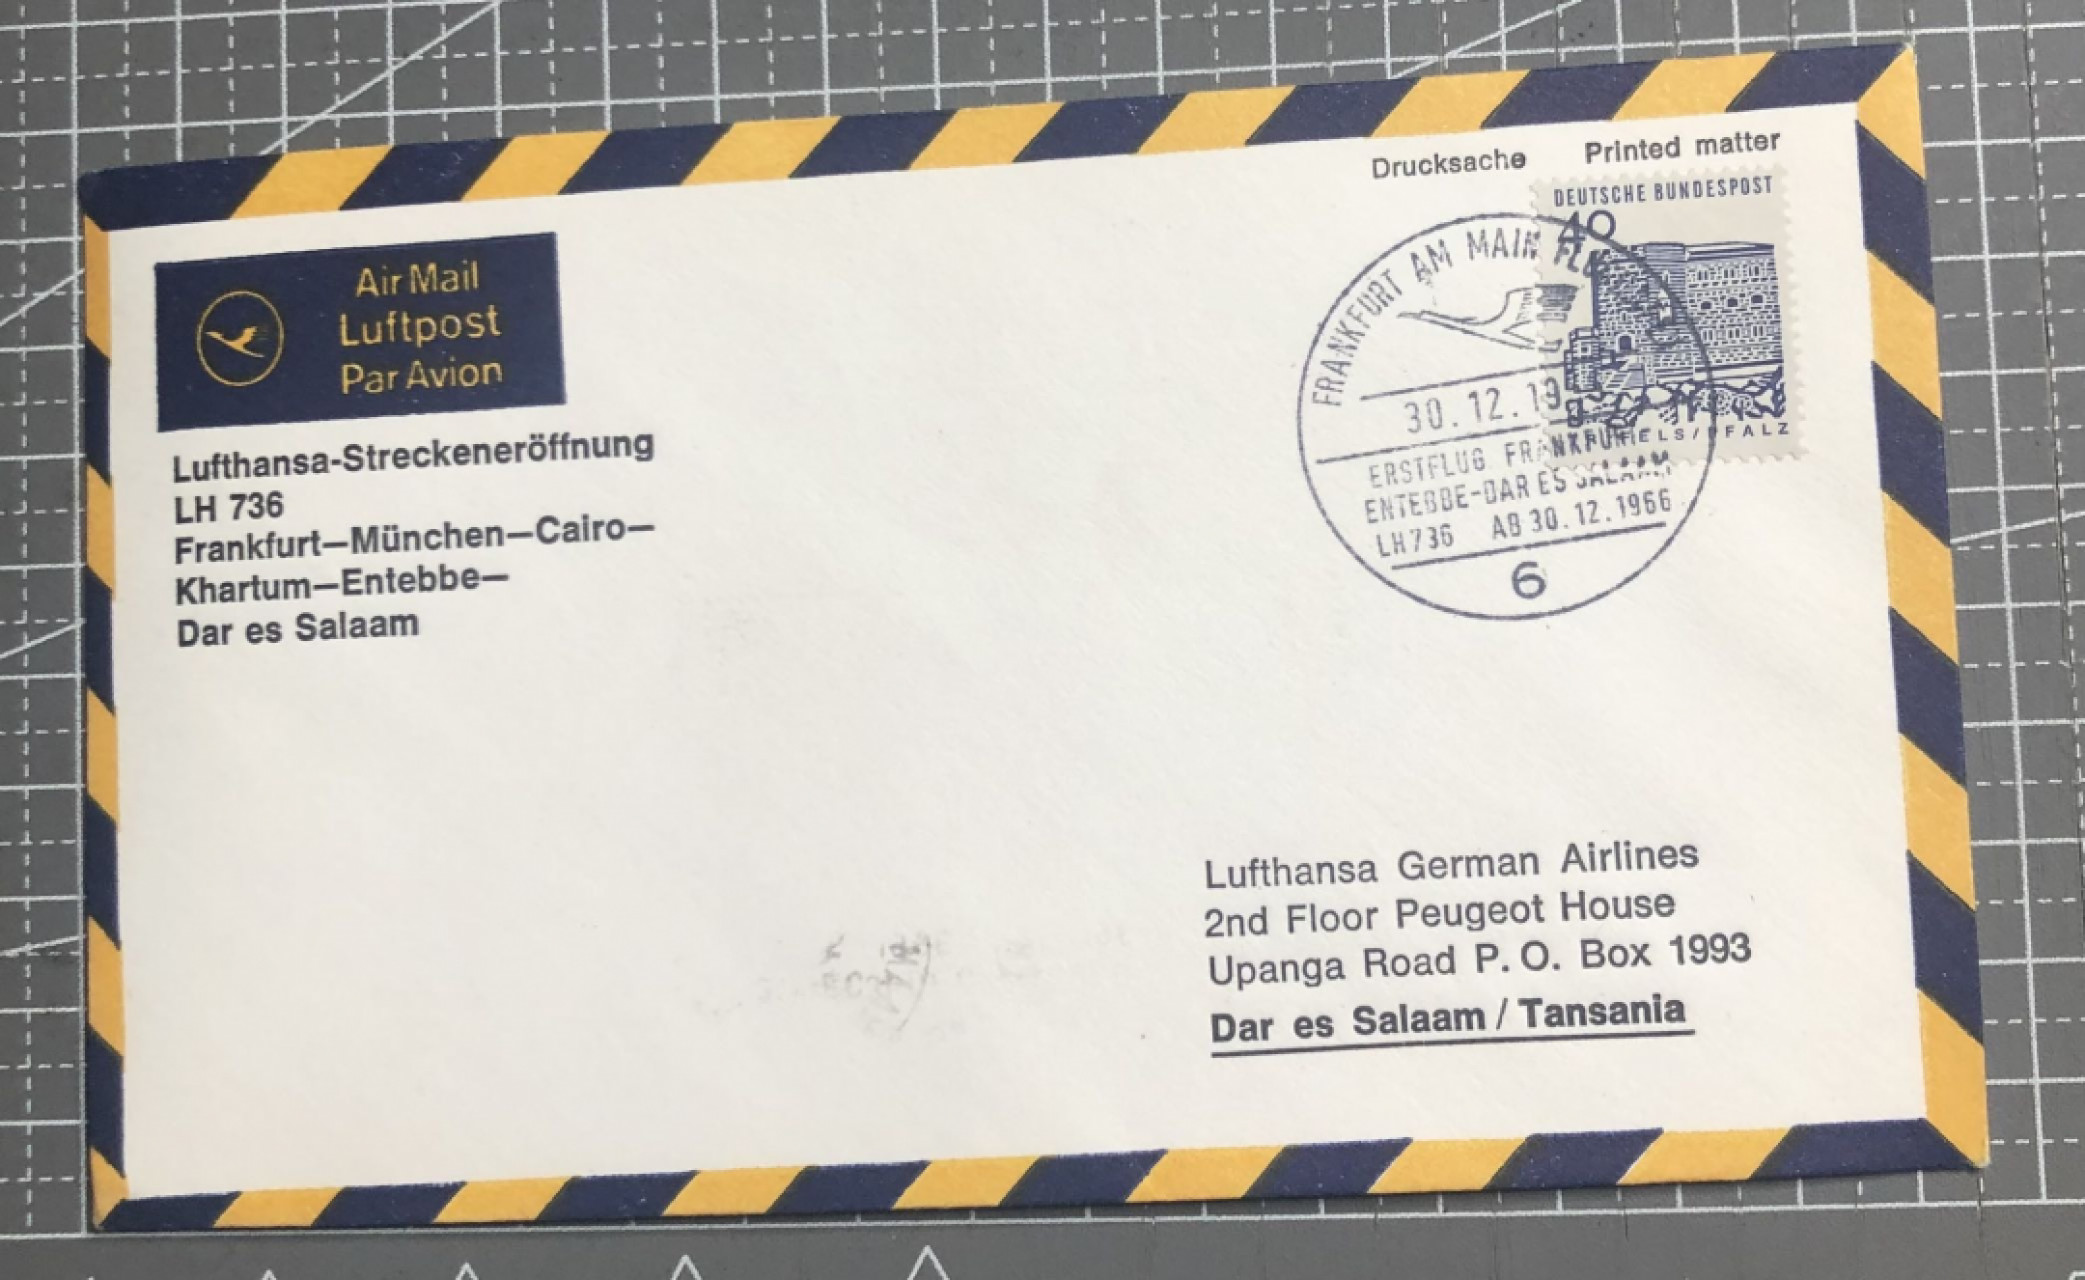 Drucksache Printed matter
DEUTSCHE BUNDESPOST
40
Air Mail
Luftpost
Par Avion
FRANKFURT AM MAIN
30.12.19
ERSTFLUG FRANKFURT
ENTEBBE-DAR ES SALAAM
LH736 AB 30.12.1966
6
Lufthansa-Streckeneröffnung
LH 736
Frankfurt—München—Cairo—
Khartum—Entebbe—
Dar es Salaam
Lufthansa German Airlines
2nd Floor Peugeot House
Upanga Road P. O. Box 1993
Dar es Salaam / Tansania